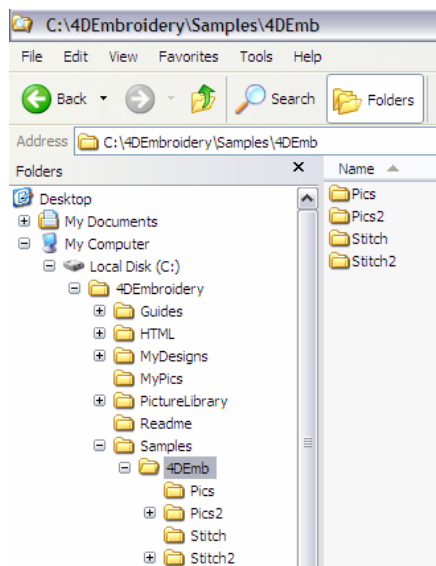 C:\4DEmbroidery\Samples\4DEmb
File Edit View Favorites Tools Help
Back Search Folders
Address C:\4DEmbroidery\Samples\4DEmb
Folders x Name
Desktop
My Documents
My Computer
Local Disk (C:)
4DEmbroidery
Guides
HTML
MyDesigns
MyPics
PictureLibrary
Readme
Samples
4DEmb
Pics
Pics2
Stitch
Stitch2
Pics
Pics2
Stitch
Stitch2